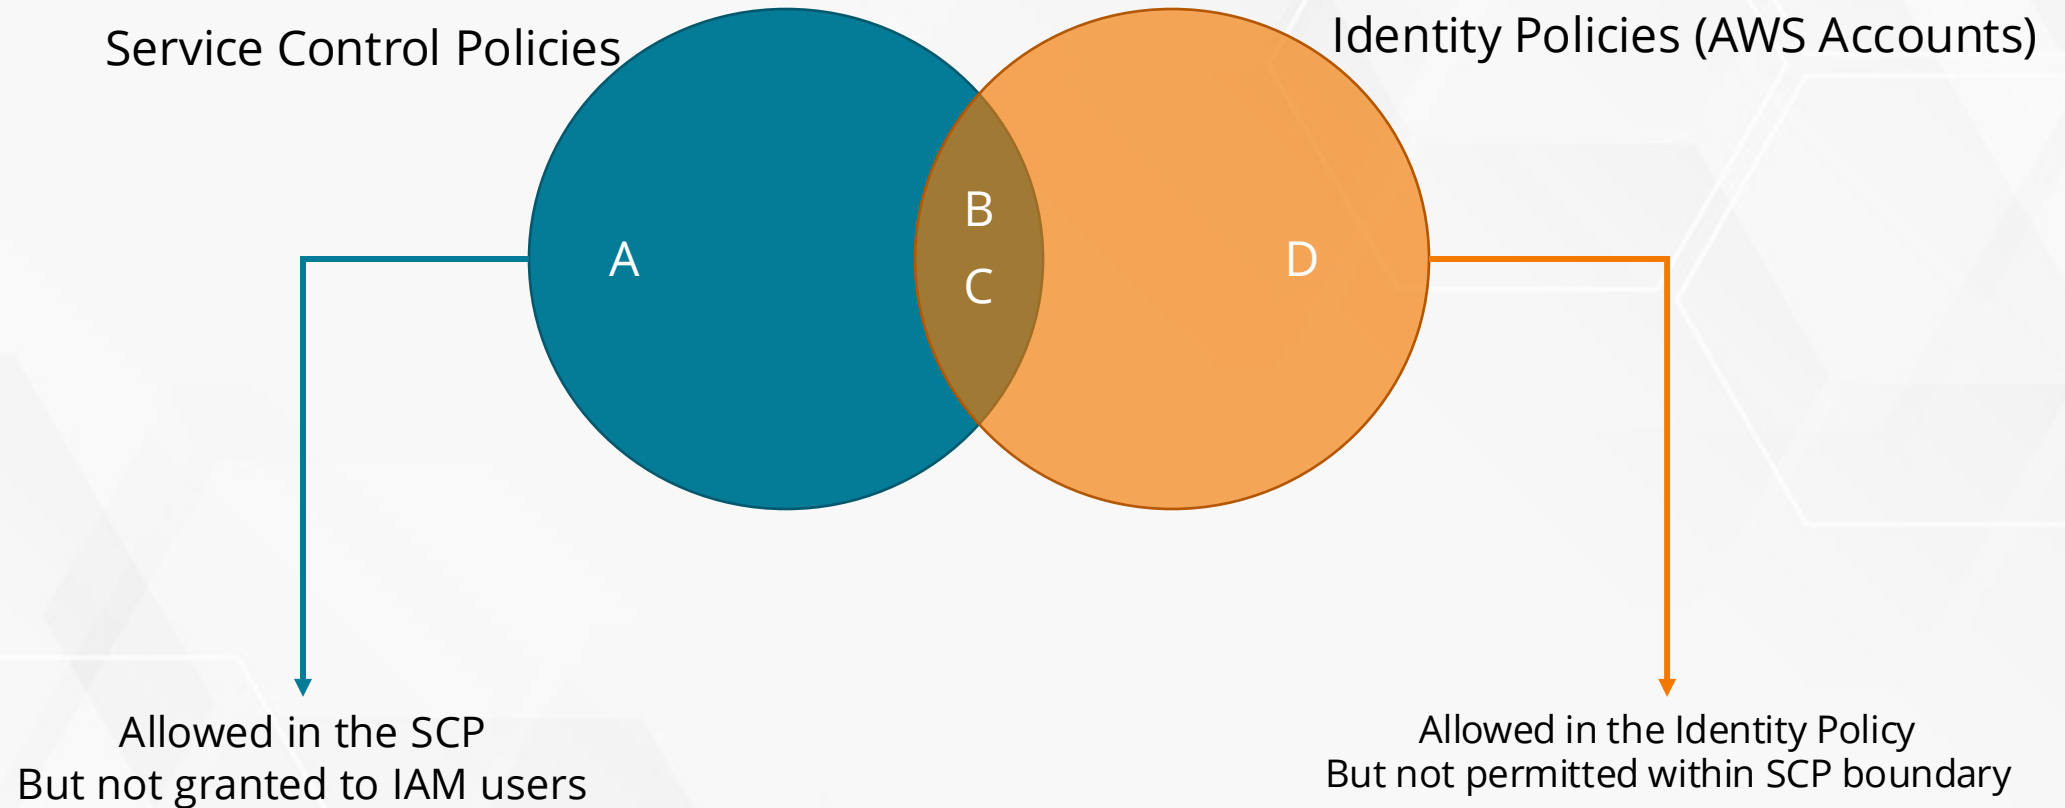 Service Control Policies
Identity Policies (AWS Accounts)
A
B
C
D
Allowed in the SCP
But not granted to IAM users
Allowed in the Identity Policy
But not permitted within SCP boundary